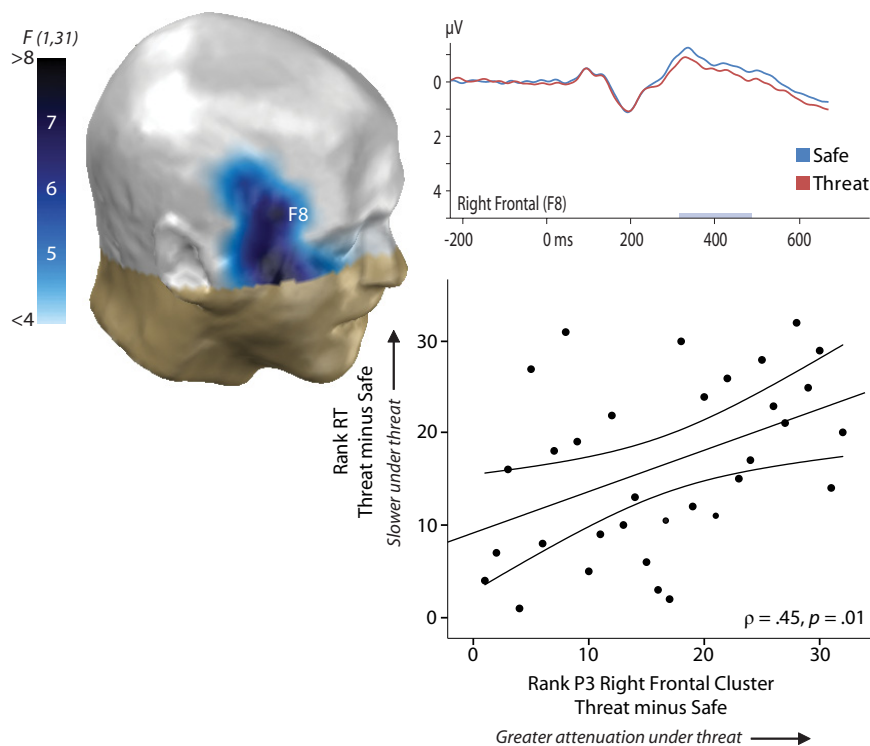 F (1,31)
>8
7
6
5
<4
F8
µV
0
2
4
Safe
Threat
Right Frontal (F8)
-200
0 ms
200
400
600
Rank RT
Threat minus Safe
Slower under threat
30
20
10
0
ρ = .45, p = .01
0
10
20
30
Rank P3 Right Frontal Cluster
Threat minus Safe
Greater attenuation under threat